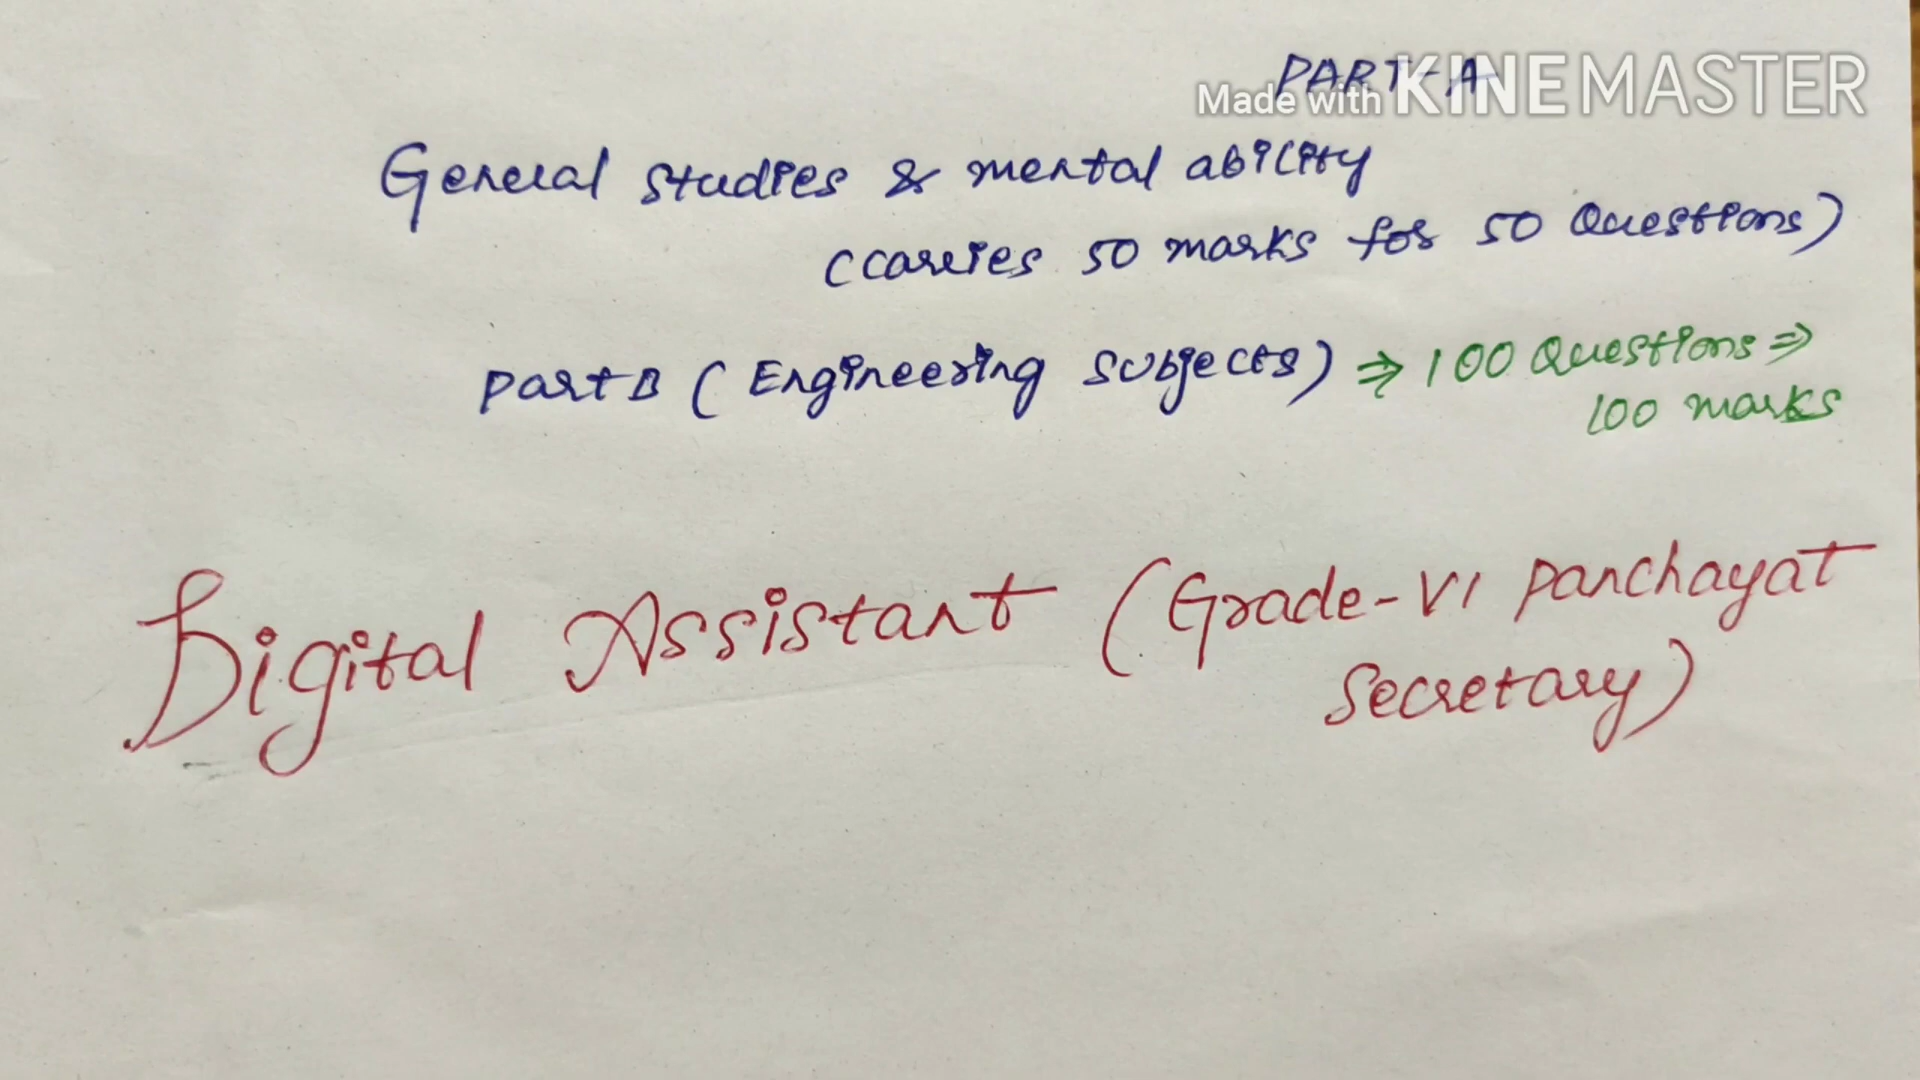 PART-A
Made with KINEMASTER
General studies & mental ability
(carries 50 marks for 50 Questions)
part B (Engineering subjects) ⇒ 100 Questions ⇒
100 marks
Digital Assistant (Grade-VI panchayat
Secretary)